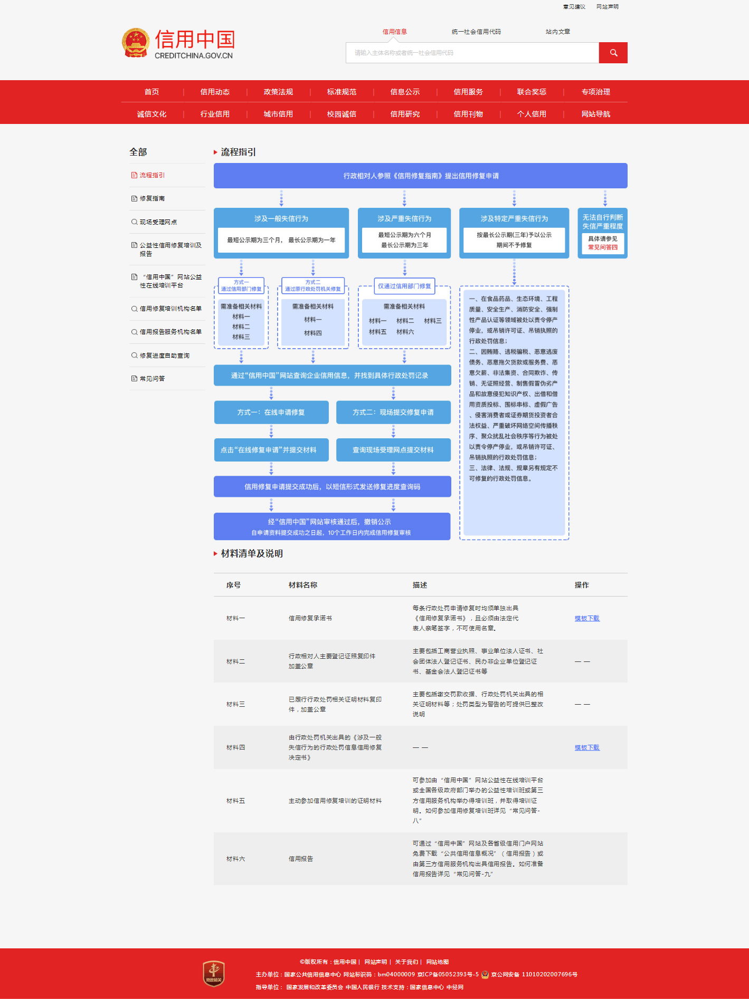 意见建议 网站声明
信用中国
CREDITCHINA.GOV.CN
信用信息 统一社会信用代码 站内文章
请输入主体名称或者统一社会信用代码
首页 信用动态 政策法规 标准规范 信息公示 信用服务 联合奖惩 专项治理
诚信文化 行业信用 城市信用 校园诚信 信用研究 信用刊物 个人信用 网站导航
全部
流程指引
修复指南
现场受理网点
公益性信用修复培训及
报告
“信用中国”网站公益
性在线培训平台
信用修复培训机构名单
信用报告服务机构名单
修复进度自助查询
常见问答
流程指引
行政相对人参照《信用修复指南》提出信用修复申请
涉及一般失信行为
最短公示期为三个月， 最长公示期为一年
涉及严重失信行为
最短公示期为六个月
最长公示期为三年
涉及特定严重失信行为
按最长公示期(三年)予以公示
期间不予修复
无法自行判断
失信严重程度
具体请参见
常见问答四
方式一
通过信用部门修复
需准备相关材料
材料一
材料二
材料三
方式二
通过原行政处罚机关修复
需准备相关材料
材料一
材料四
仅通过信用部门修复
需准备相关材料
材料一 材料二 材料三
材料五 材料六
一、在食品药品、生态环境、工程
质量、安全生产、消防安全、强制
性产品认证等领域被处以责令停产
停业，或吊销许可证、吊销执照的
行政处罚信息；
二、因贿赂、逃税骗税、恶意逃废
债务、恶意拖欠货款或服务费、恶
意欠薪、非法集资、合同欺诈、传
销、无证照经营、制售假冒伪劣产
品和故意侵犯知识产权、出借和借
用资质投标、围标串标、虚假广告
、侵害消费者或证券期货投资者合
法权益、严重破坏网络空间传播秩
序、聚众扰乱社会秩序等行为被处
以责令停产停业，或吊销许可证、
吊销执照的行政处罚信息；
三、法律、法规、规章另有规定不
可修复的行政处罚信息。
通过“信用中国”网站查询企业信用信息，并找到具体行政处罚记录
方式一：在线申请修复 方式二：现场提交修复申请
点击“在线修复申请”并提交材料 查询现场受理网点提交材料
信用修复申请提交成功后，以短信形式发送修复进度查询码
经“信用中国”网站审核通过后，撤销公示
自申请资料提交成功之日起，10个工作日内完成信用修复审核
材料清单及说明
序号 材料名称 描述 操作
材料一 信用修复承诺书 每条行政处罚申请修复时均须单独出具
《信用修复承诺书》，且必须由法定代
表人亲笔签字，不可使用名章。
模板下载
材料二 行政相对人主要登记证照复印件
加盖公章
主要包括工商营业执照、事业单位法人证书、社
会团体法人登记证书、民办非企业单位登记证
书、基金会法人登记证书等
— —
材料三 已履行行政处罚相关证明材料复印
件，加盖公章
主要包括缴交罚款收据、行政处罚机关出具的相
关证明材料等；处罚类型为警告的可提供已整改
说明
— —
材料四 由行政处罚机关出具的《涉及一般
失信行为的行政处罚信息信用修复
决定书》
— —
模板下载
材料五 主动参加信用修复培训的证明材料
可参加由“信用中国”网站公益性在线培训平台
或全国各级政府部门举办的公益性培训班或第三
方信用服务机构举办得培训班，并取得培训证
明。如何参加信用修复培训班详见“常见问答-
八”
材料六 信用报告
可通过“信用中国”网站及各省级信用门户网站
免费下载“公共信用信息概况”（信用报告）或
由第三方信用服务机构出具信用报告。如何准备
信用报告详见“常见问答-九”
©版权所有：信用中国 | 网站声明 | 关于我们 | 网站地图
主办单位：国家公共信用信息中心 网站标识码：bm04000009 京ICP备05052393号-5 京公网安备 11010202007696号
指导单位： 国家发展和改革委员会 中国人民银行 技术支持：国家信息中心 中经网
党政机关